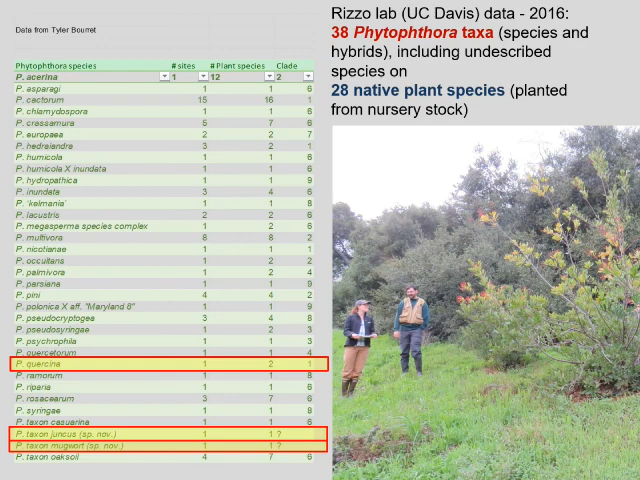 Data from Tyler Bourret
Phytophthora species # sites # Plant species Clade
P. acerina 1 12 2
P. asparagi 1 1 6
P. cactorum 15 16 1
P. chlamydospora 1 1 6
P. crassamura 5 7 6
P. europaea 2 2 7
P. hedraiandra 3 2 1
P. humicola 1 1 6
P. humicola X inundata 1 1 6
P. hydropathica 1 1 9
P. inundata 3 4 6
P. 'kelmania' 1 1 8
P. lacustris 2 2 6
P. megasperma species complex 1 2 6
P. multivora 8 8 2
P. nicotianae 1 1 1
P. occultans 1 2 2
P. palmivora 1 2 4
P. parsiana 1 1 9
P. pini 4 4 2
P. polonica X aff. "Maryland 8" 1 1 9
P. pseudocryptogea 3 4 8
P. pseudosyringae 1 2 3
P. psychrophila 1 1 3
P. quercetorum 1 1 4
P. quercina 1 2 1
P. ramorum 1 1 8
P. riparia 1 1 6
P. rosacearum 3 7 6
P. syringae 1 1 8
P. taxon casuarina 1 1 6
P. taxon juncus (sp. nov.) 1 1 ?
P. taxon mugwort (sp. nov.) 1 1 ?
P. taxon oaksoil 4 7 6
Rizzo lab (UC Davis) data - 2016:
38 Phytophthora taxa (species and
hybrids), including undescribed
species on
28 native plant species (planted
from nursery stock)